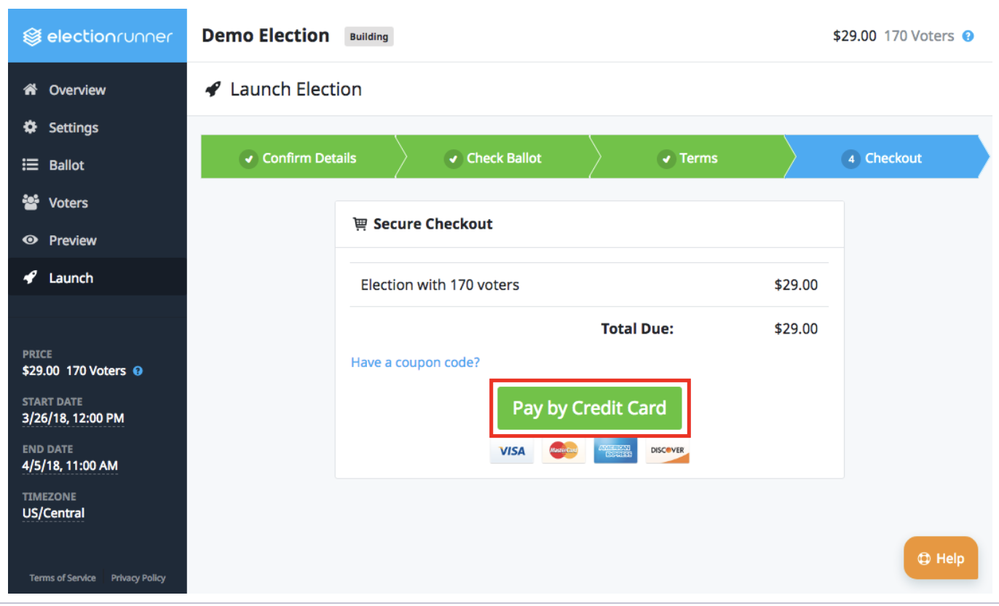 electionrunner
Demo Election Building
$29.00 170 Voters ?
Overview
Settings
Ballot
Voters
Preview
Launch
PRICE
$29.00 170 Voters ?
START DATE
3/26/18, 12:00 PM
END DATE
4/5/18, 11:00 AM
TIMEZONE
US/Central
Terms of Service Privacy Policy
Launch Election
Confirm Details Check Ballot Terms 4 Checkout
Secure Checkout
Election with 170 voters $29.00
Total Due: $29.00
Have a coupon code?
Pay by Credit Card
VISA MasterCard AMERICAN EXPRESS DISCOVER
Help